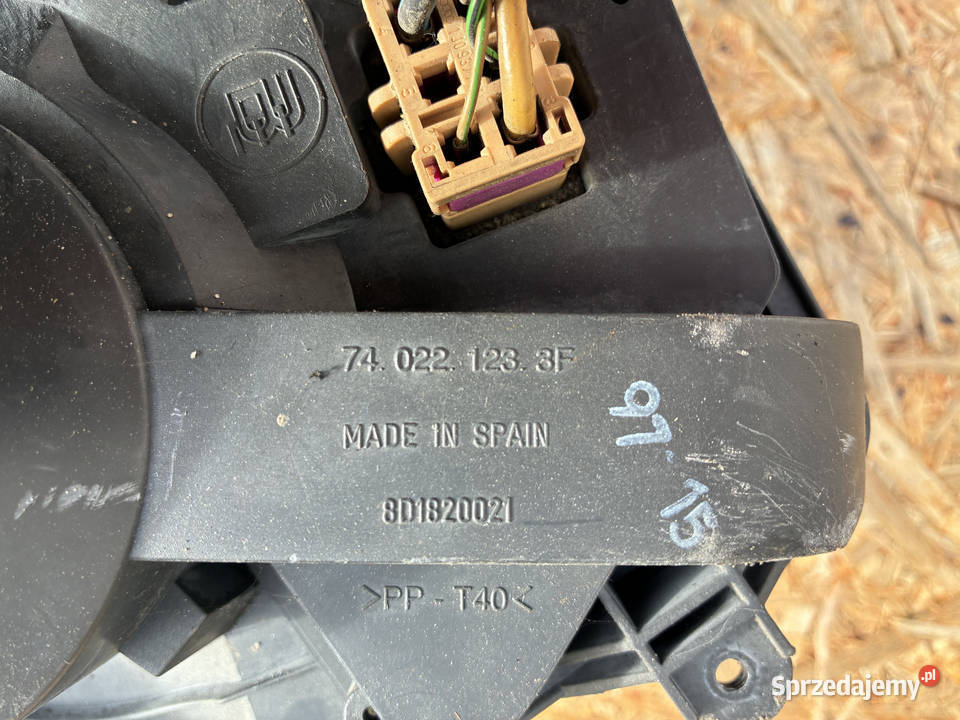 74. 022. 123. 3F
MADE IN SPAIN
8D1820021
97-15
>PP - T40<
Sprzedajemy.pl